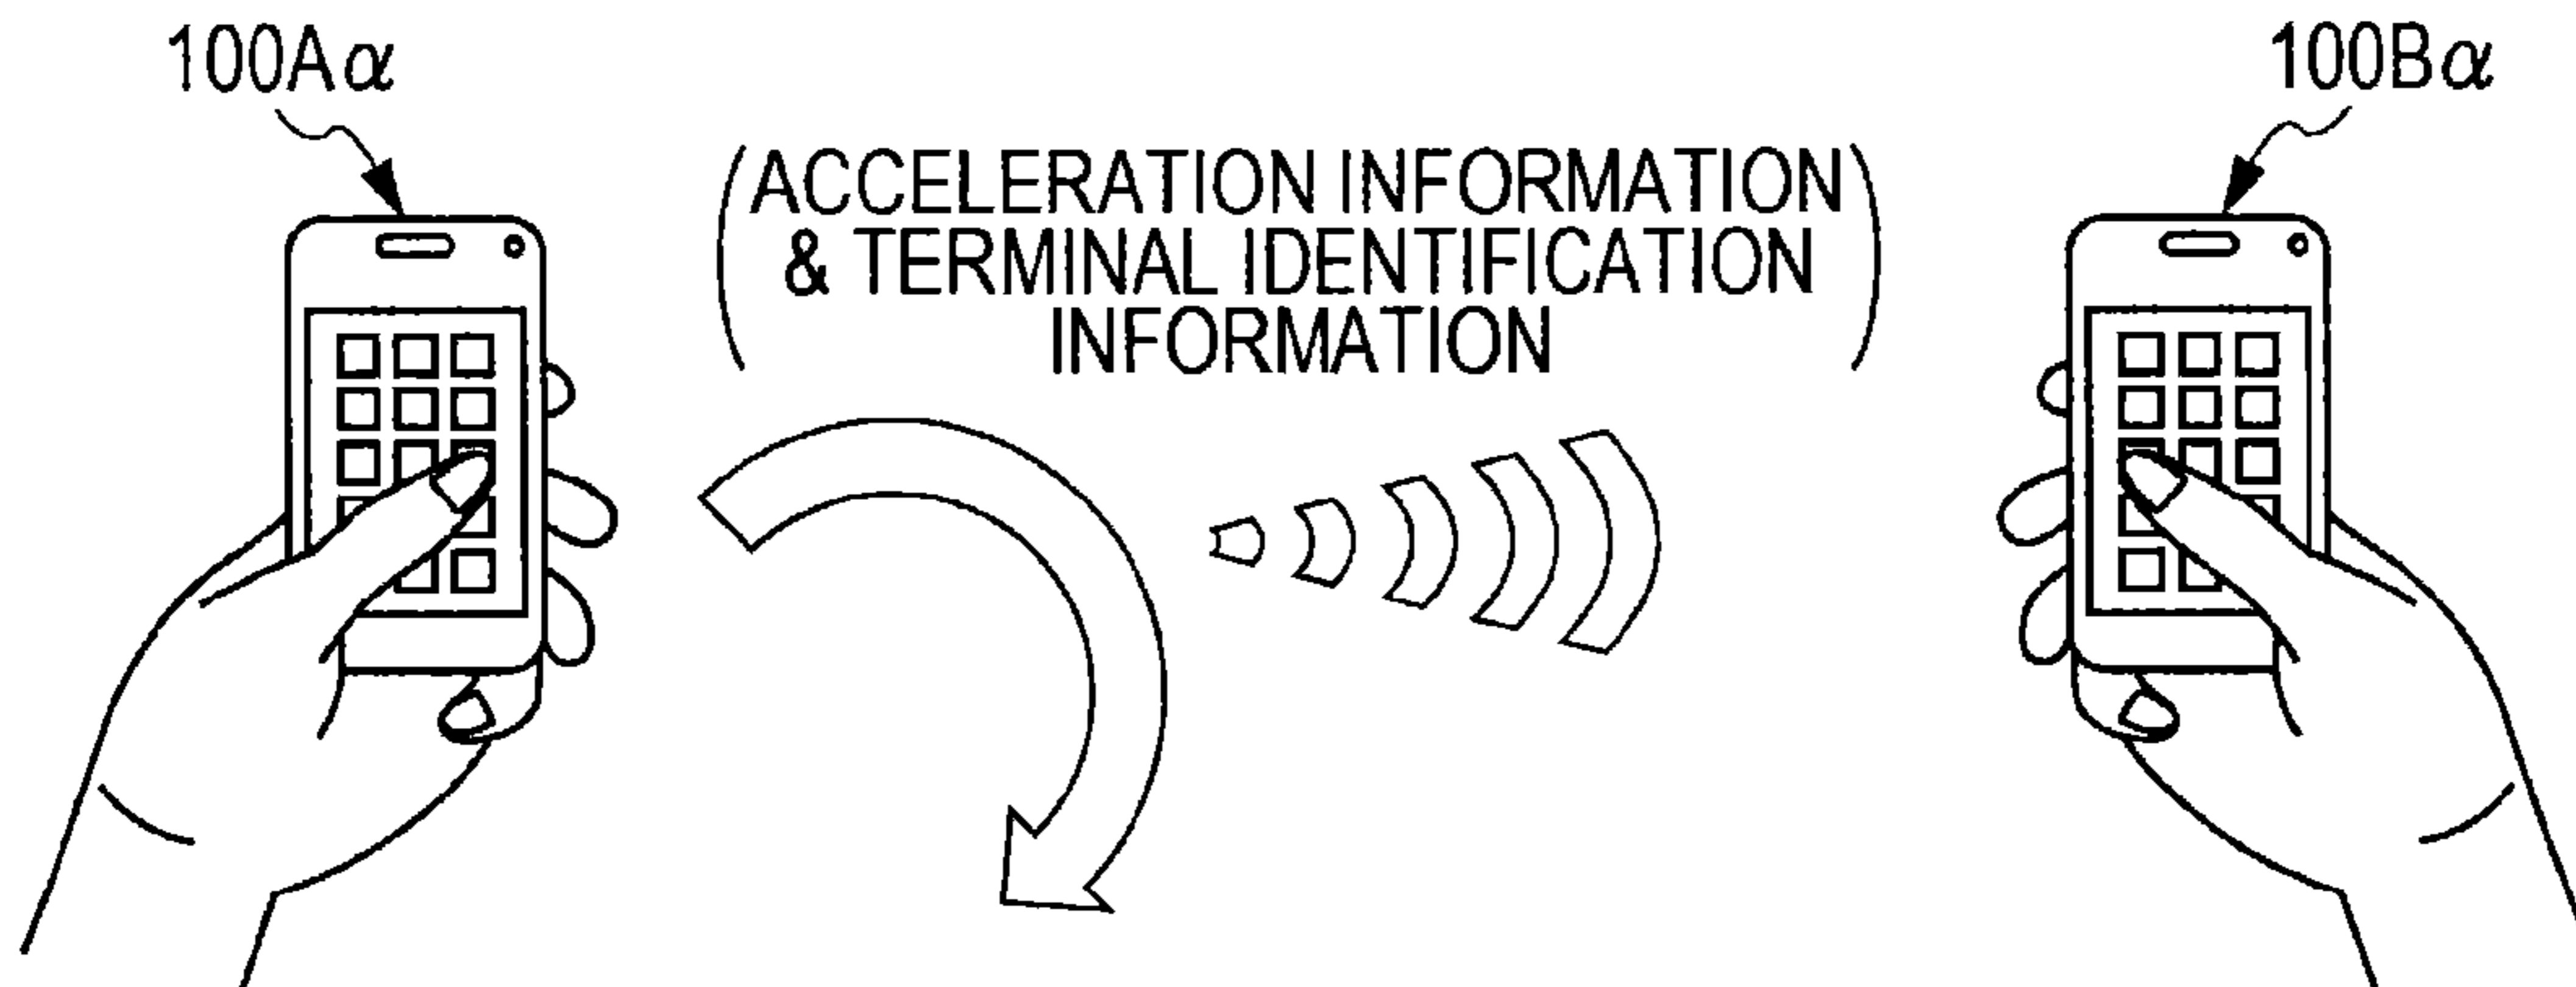 100Aα
100Bα
(ACCELERATION INFORMATION
& TERMINAL IDENTIFICATION
INFORMATION)